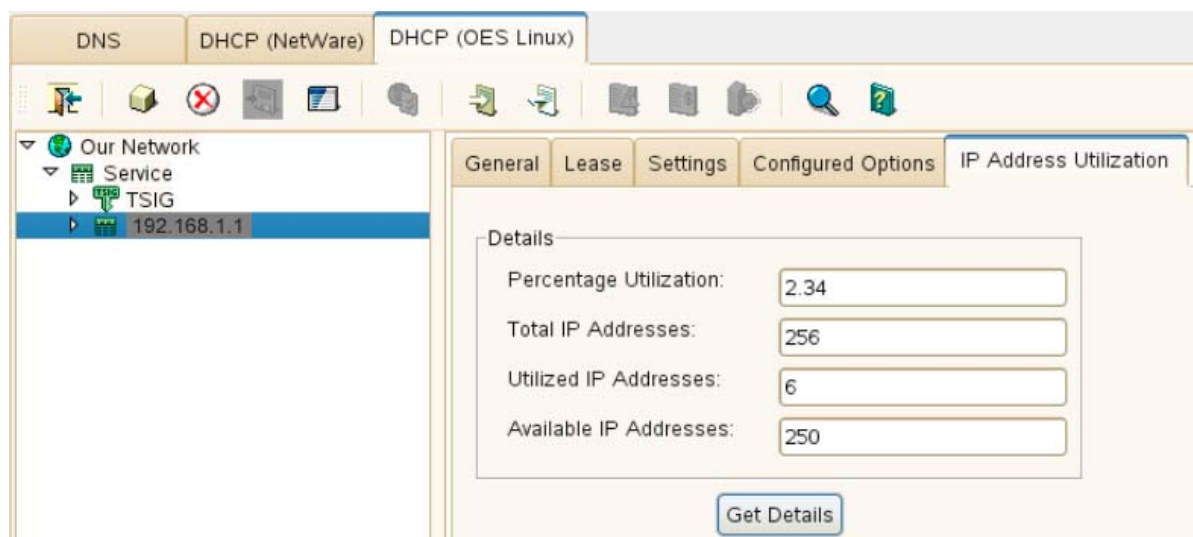 DNS
DHCP (NetWare)
DHCP (OES Linux)
Our Network
Service
TSIG
192.168.1.1
General
Lease
Settings
Configured Options
IP Address Utilization
Details
Percentage Utilization:
2.34
Total IP Addresses:
256
Utilized IP Addresses:
6
Available IP Addresses:
250
Get Details